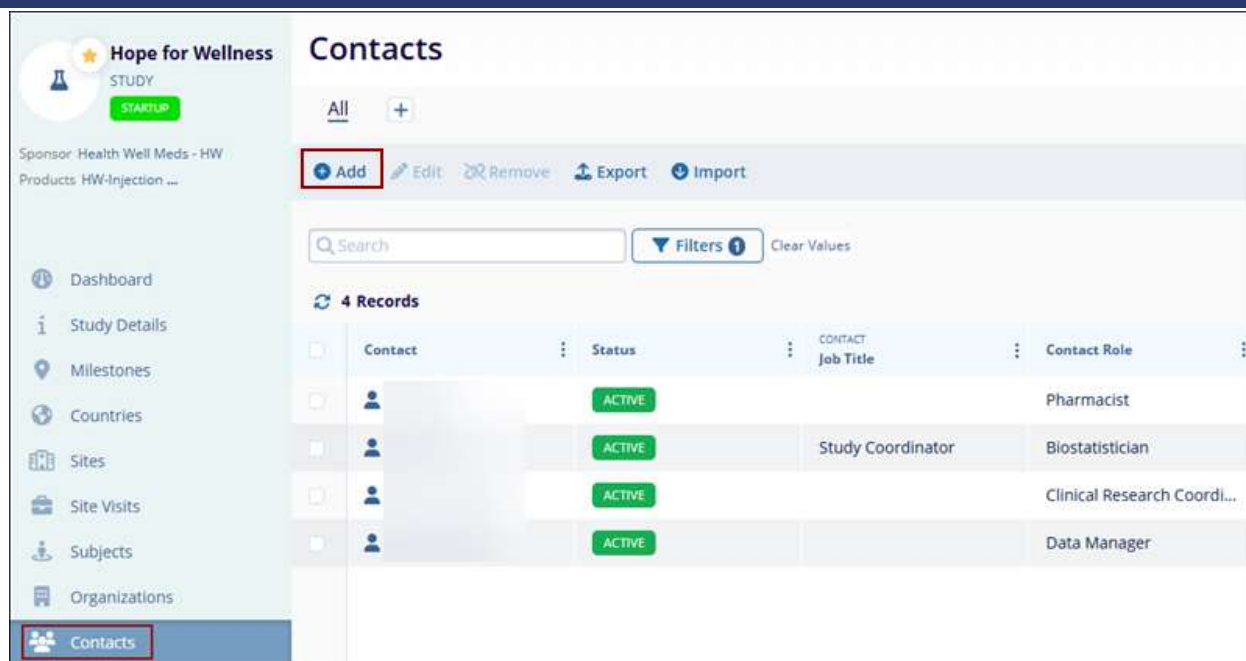 Hope for Wellness
STUDY
STARTUP
Sponsor Health Well Meds - HW
Products HW-Injection ...
Dashboard
Study Details
Milestones
Countries
Sites
Site Visits
Subjects
Organizations
Contacts
Contacts
All
Add Edit Remove Export Import
Search Filters 1 Clear Values
4 Records
Contact Status CONTACT Job Title Contact Role
ACTIVE Pharmacist
ACTIVE Study Coordinator Biostatistician
ACTIVE Clinical Research Coordi...
ACTIVE Data Manager